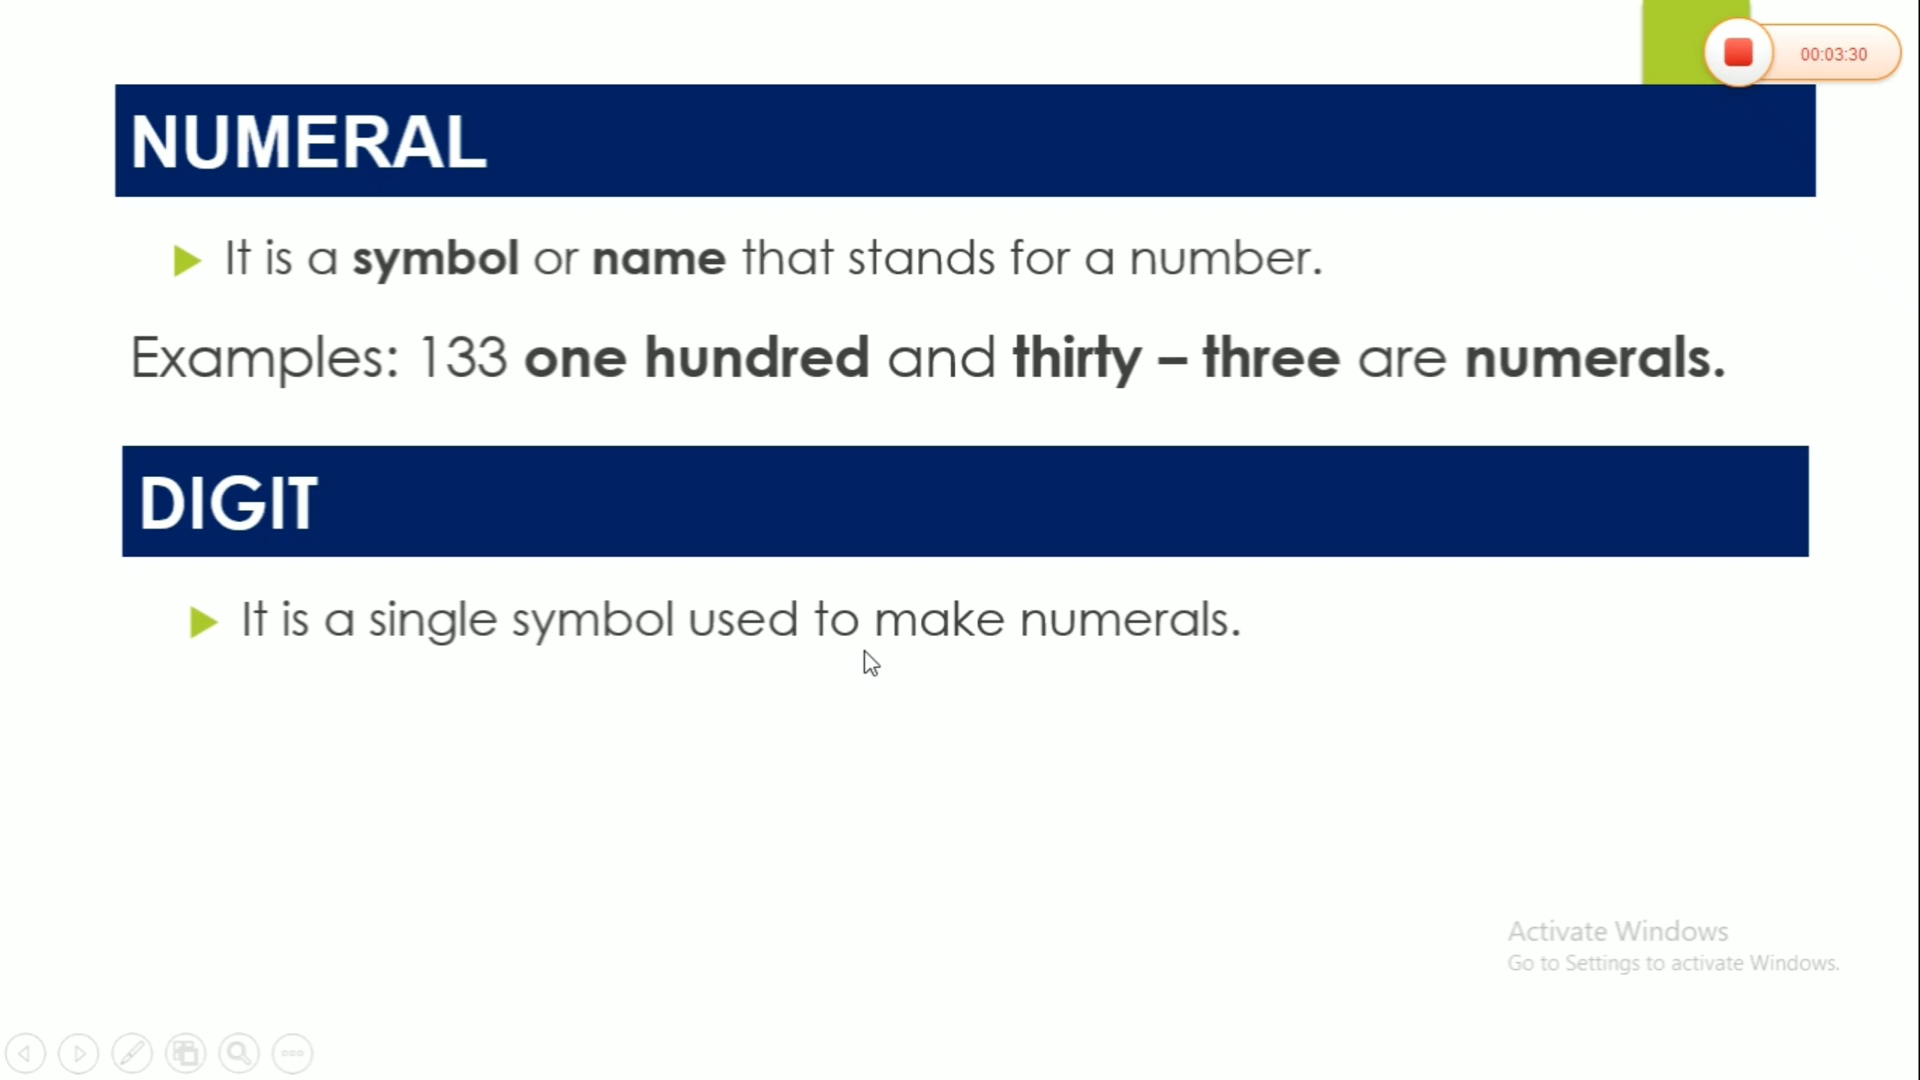 00:03:30
NUMERAL
It is a symbol or name that stands for a number.
Examples: 133 one hundred and thirty – three are numerals.
DIGIT
It is a single symbol used to make numerals.
Activate Windows
Go to Settings to activate Windows.